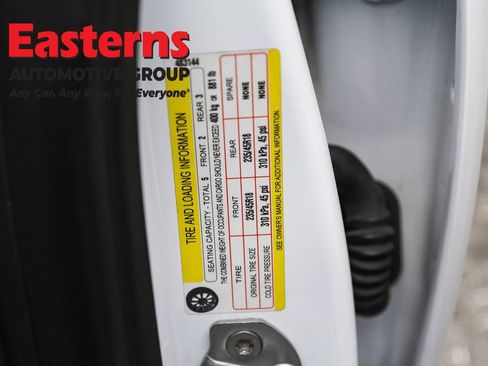 Easterns
AUTOMOTIVE GROUP
Any Car, Any Way, For Everyone®
483144
TIRE AND LOADING INFORMATION
SEATING CAPACITY - TOTAL 5 FRONT 2 REAR 3
THE COMBINED WEIGHT OF OCCUPANTS AND CARGO SHOULD NEVER EXCEED 400 kg OR 881 lb
TIRE FRONT REAR SPARE
ORIGINAL TIRE SIZE 235/45R18 235/45R18 NONE
COLD TIRE PRESSURE 310 kPa, 45 psi 310 kPa, 45 psi NONE
SEE OWNER'S MANUAL FOR ADDITIONAL INFORMATION